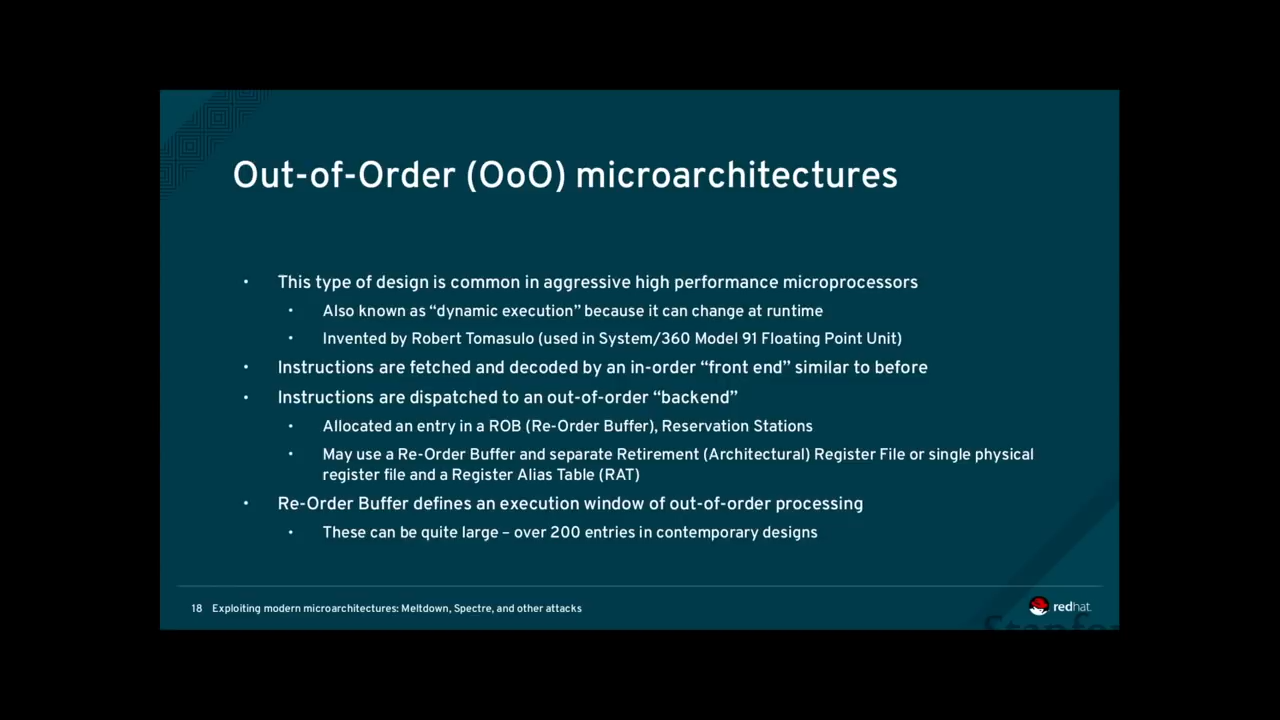 Out-of-Order (OoO) microarchitectures
• This type of design is common in aggressive high performance microprocessors
• Also known as “dynamic execution” because it can change at runtime
• Invented by Robert Tomasulo (used in System/360 Model 91 Floating Point Unit)
• Instructions are fetched and decoded by an in-order “front end” similar to before
• Instructions are dispatched to an out-of-order “backend”
• Allocated an entry in a ROB (Re-Order Buffer), Reservation Stations
• May use a Re-Order Buffer and separate Retirement (Architectural) Register File or single physical
register file and a Register Alias Table (RAT)
• Re-Order Buffer defines an execution window of out-of-order processing
• These can be quite large – over 200 entries in contemporary designs
18 Exploiting modern microarchitectures: Meltdown, Spectre, and other attacks
redhat.